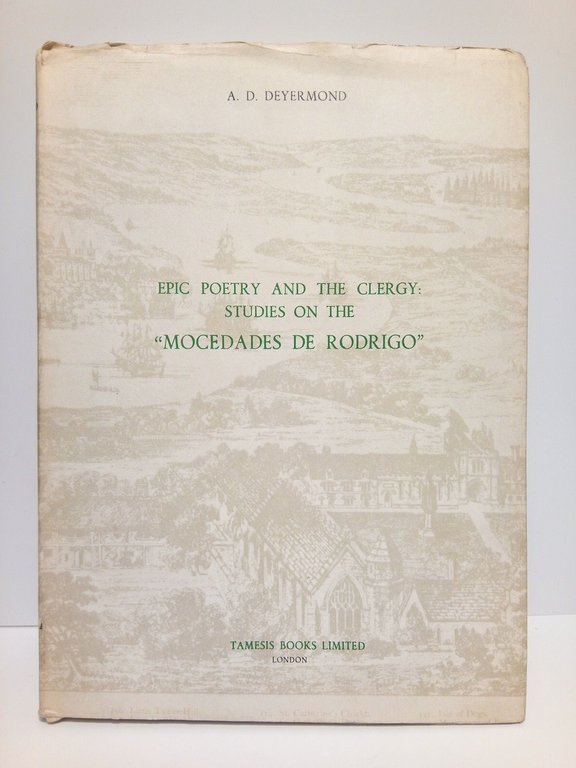 A. D. DEYERMOND
EPIC POETRY AND THE CLERGY:
STUDIES ON THE
“MOCEDADES DE RODRIGO”
TAMESIS BOOKS LIMITED
LONDON